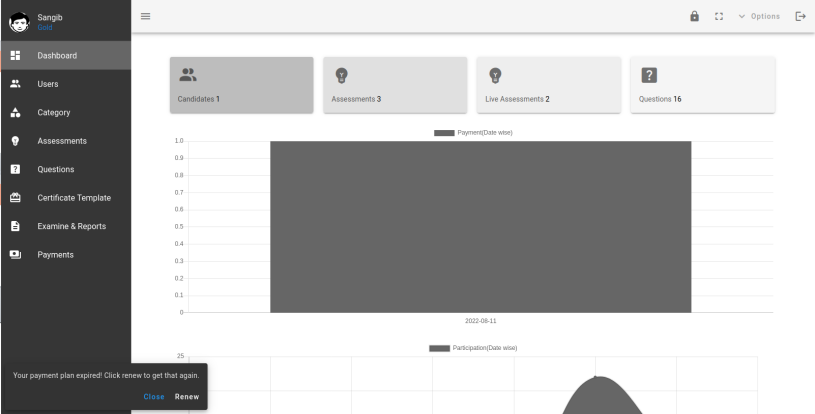 Sangib
Gold
Dashboard
Users
Category
Assessments
Questions
Certificate Template
Examine & Reports
Payments
Options
Candidates 1
Assessments 3
Live Assessments 2
Questions 16
Payment(Date wise)
1.0
0.9
0.8
0.7
0.6
0.5
0.4
0.3
0.2
0.1
0
2022-08-11
Participation(Date wise)
25
Your payment plan expired! Click renew to get that again.
Close Renew